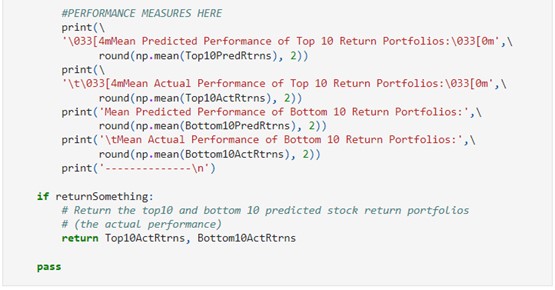 #PERFORMANCE MEASURES HERE
print(\
'\033[4mMean Predicted Performance of Top 10 Return Portfolios:\033[0m',\
round(np.mean(Top10PredRtrns), 2))
print(\
'\t\033[4mMean Actual Performance of Top 10 Return Portfolios:\033[0m',\
round(np.mean(Top10ActRtrns), 2))
print('Mean Predicted Performance of Bottom 10 Return Portfolios:',\
round(np.mean(Bottom10PredRtrns), 2))
print('\tMean Actual Performance of Bottom 10 Return Portfolios:',\
round(np.mean(Bottom10ActRtrns), 2))
print('--------------\n')
if returnSomething:
# Return the top10 and bottom 10 predicted stock return portfolios
# (the actual performance)
return Top10ActRtrns, Bottom10ActRtrns
pass